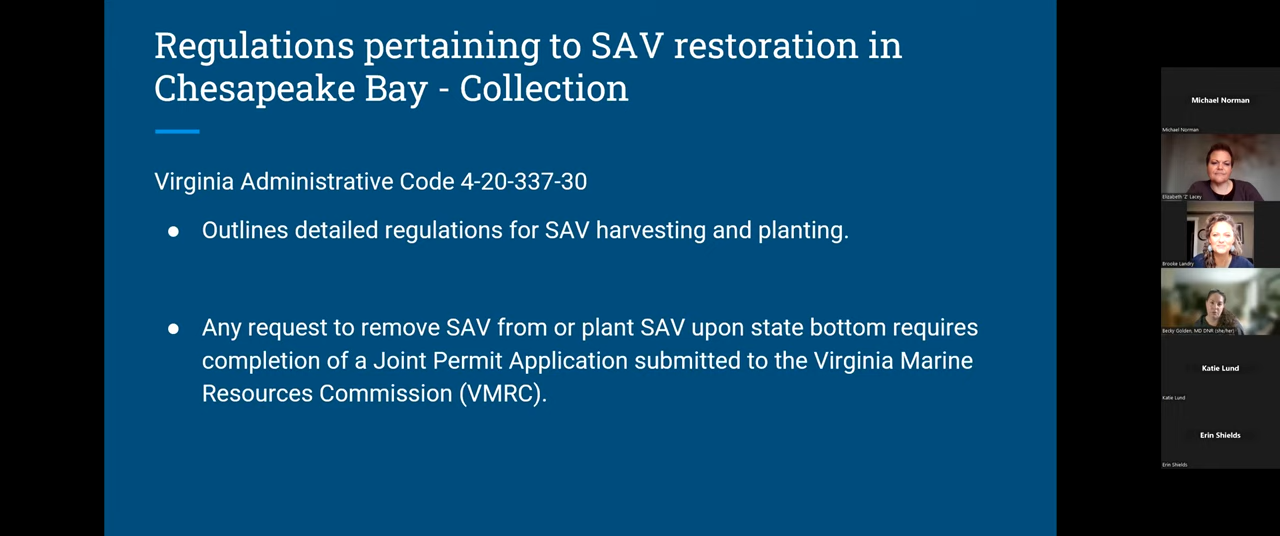 Regulations pertaining to SAV restoration in
Chesapeake Bay - Collection
Virginia Administrative Code 4-20-337-30
● Outlines detailed regulations for SAV harvesting and planting.
● Any request to remove SAV from or plant SAV upon state bottom requires
completion of a Joint Permit Application submitted to the Virginia Marine
Resources Commission (VMRC).
Michael Norman
Michael Norman
Elizabeth 'Z' Lacey
Brooke Landry
Becky Golden, MD DNR (she/her)
Katie Lund
Katie Lund
Erin Shields
Erin Shields